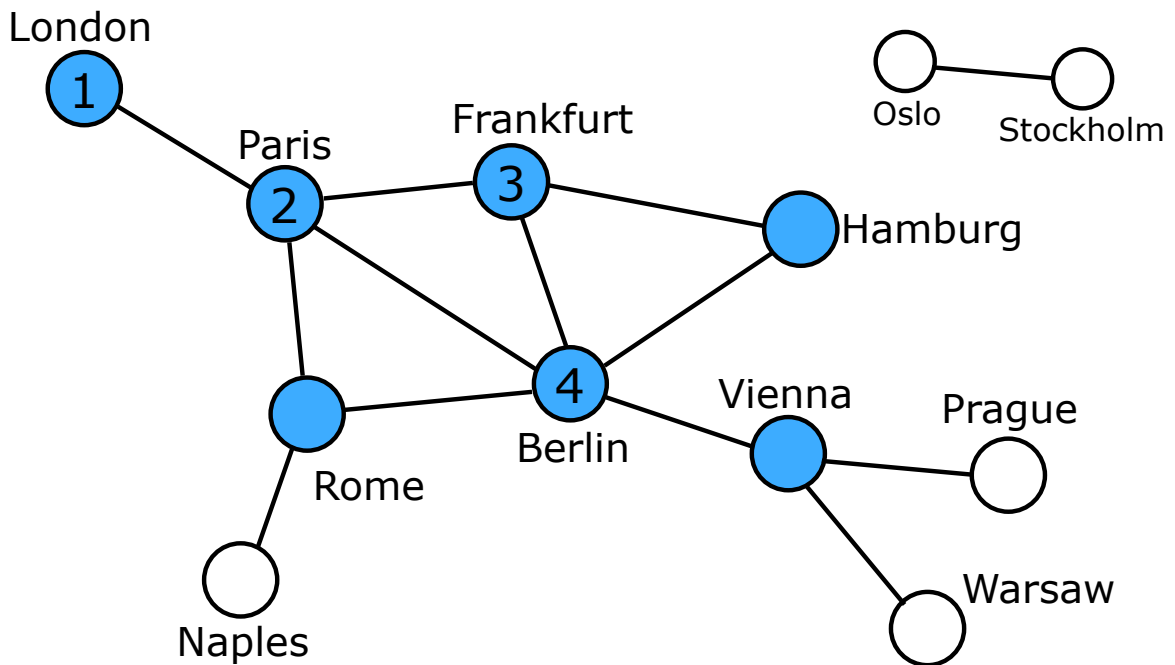 London
1
Oslo
Stockholm
Frankfurt
Paris
3
2
Hamburg
4
Vienna
Prague
Berlin
Rome
Warsaw
Naples